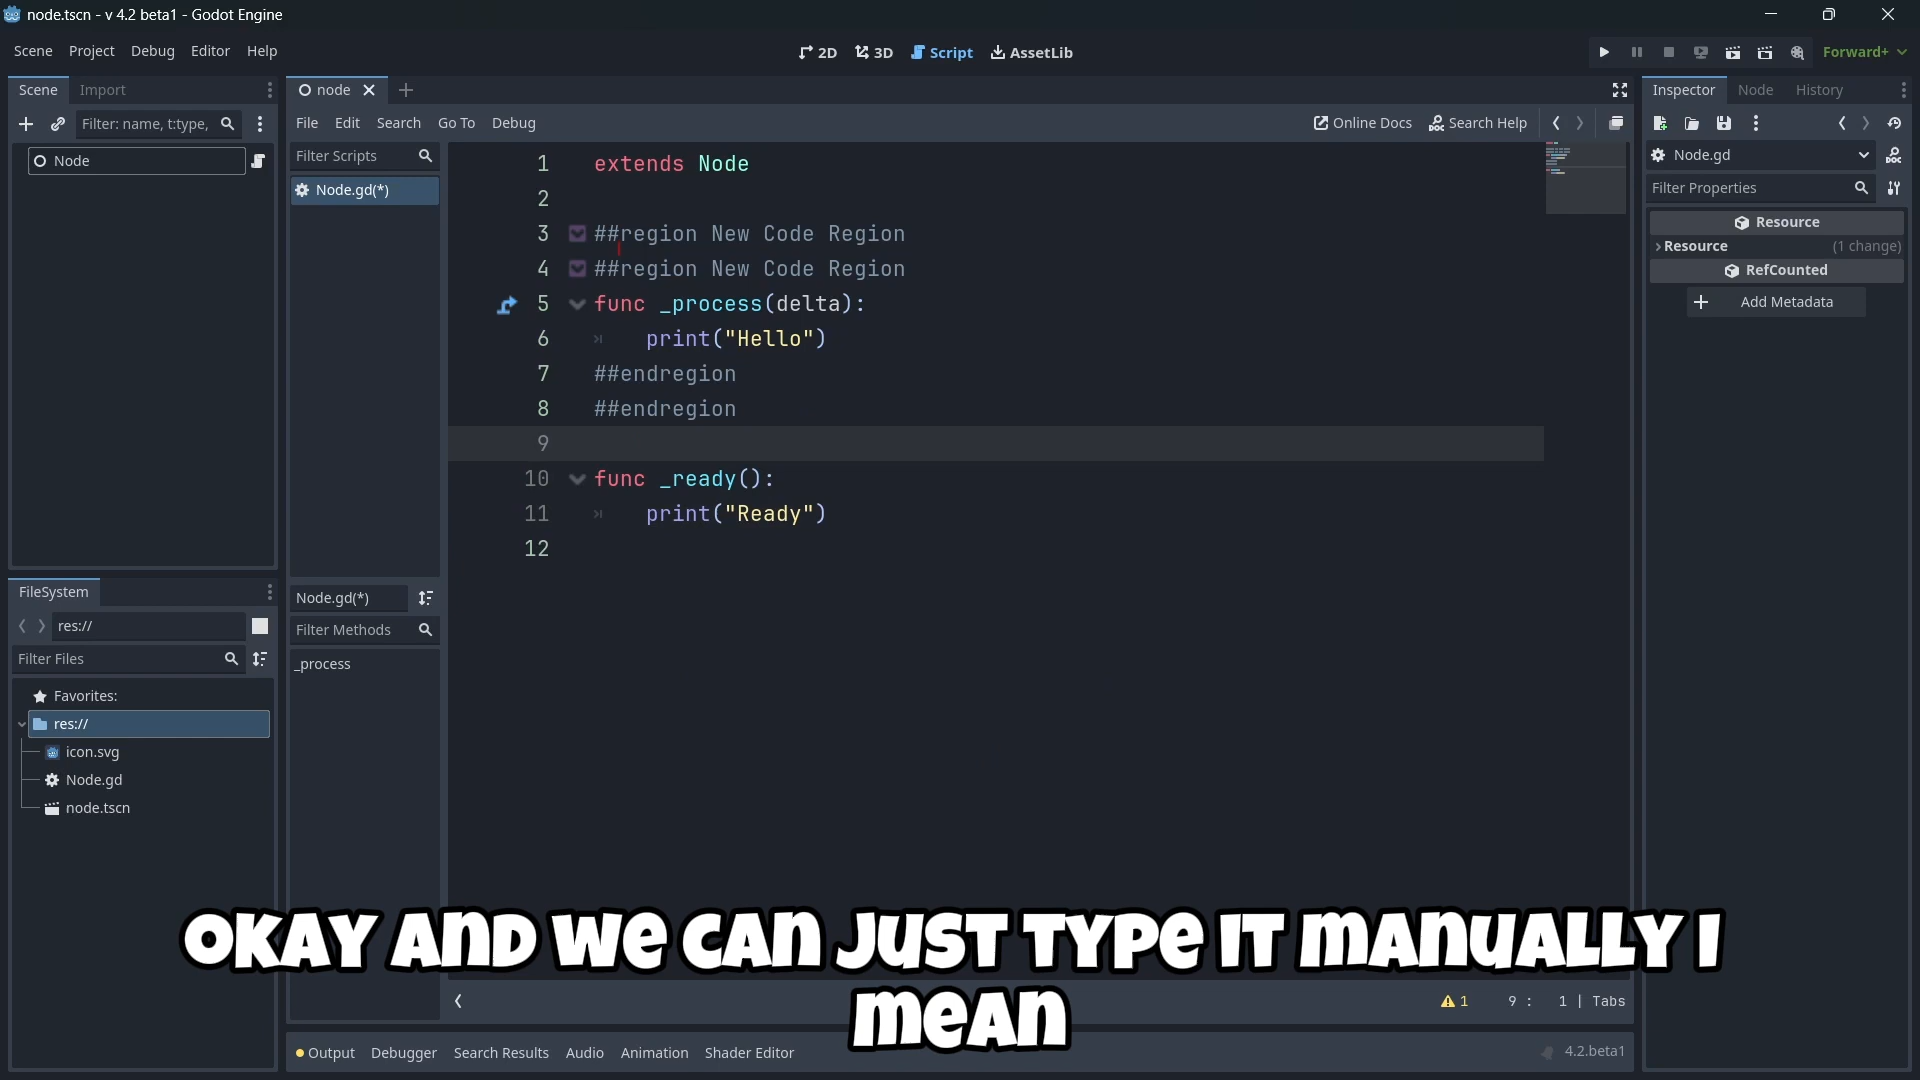 node.tscn - v 4.2 beta1 - Godot Engine
Scene Project Debug Editor Help
2D 3D Script AssetLib
Forward+
Scene Import
Filter: name, t:type,
Node
FileSystem
res://
Filter Files
Favorites:
res://
icon.svg
Node.gd
node.tscn
node
File Edit Search Go To Debug
Online Docs Search Help
Filter Scripts
Node.gd(*)
Node.gd(*)
Filter Methods
_process
1 extends Node
2
3 ##region New Code Region
4 ##region New Code Region
5 func _process(delta):
6 print("Hello")
7 ##endregion
8 ##endregion
9
10 func _ready():
11 print("Ready")
12
1 9 : 1 | Tabs
Output Debugger Search Results Audio Animation Shader Editor
4.2.beta1
Inspector Node History
Node.gd
Filter Properties
Resource
Resource (1 change)
RefCounted
Add Metadata
OKAY AND WE CAN JUST TYPE IT MANUALLY I
MEAN